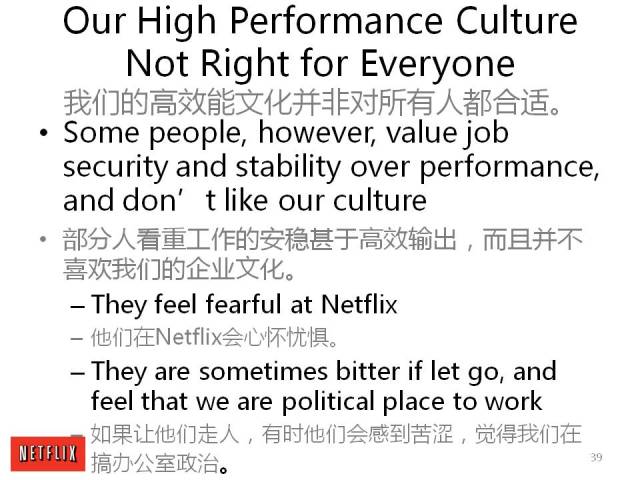 Our High Performance Culture
Not Right for Everyone
我们的高效能文化并非对所有人都合适。
• Some people, however, value job
security and stability over performance,
and don’t like our culture
• 部分人看重工作的安稳甚于高效输出，而且并不
喜欢我们的企业文化。
– They feel fearful at Netflix
– 他们在Netflix会心怀忧惧。
– They are sometimes bitter if let go, and
feel that we are political place to work
– 如果让他们走人，有时他们会感到苦涩，觉得我们在
搞办公室政治。
NETFLIX
39